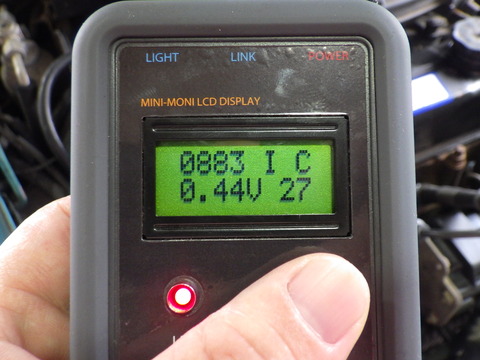 LIGHT LINK POWER
MINI-MONI LCD DISPLAY
0883 I C
0.44V 27